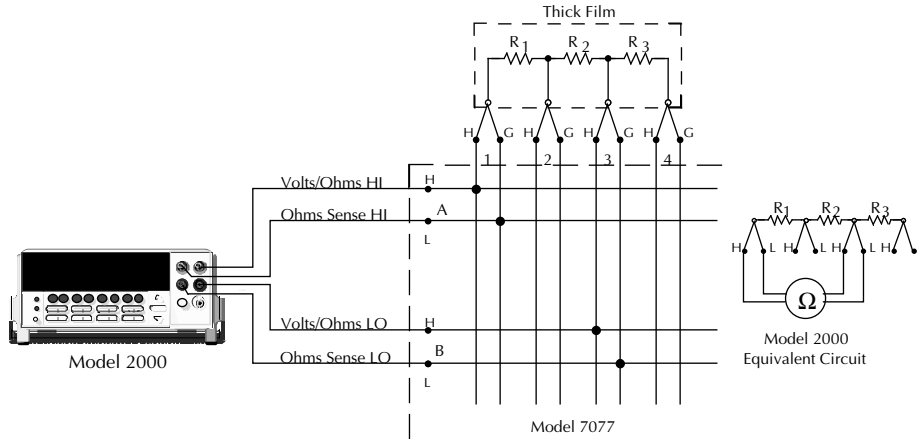 Thick Film
R1 R2 R3
H G H G H G H G
1 2 3 4
Volts/Ohms HI H
Ohms Sense HI A
L
R1 R2 R3
H L H L H L H
Ω
Volts/Ohms LO H
Model 2000
Equivalent Circuit
Ohms Sense LO B
L
Model 2000
Model 7077